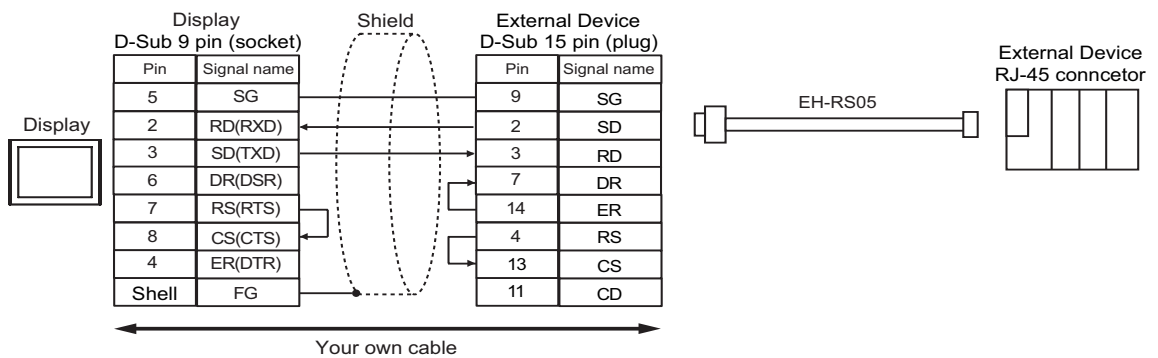 Display
D-Sub 9 pin (socket)
Shield
External Device
D-Sub 15 pin (plug)
Pin Signal name
5 SG
2 RD(RXD)
3 SD(TXD)
6 DR(DSR)
7 RS(RTS)
8 CS(CTS)
4 ER(DTR)
Shell FG
Pin Signal name
9 SG
2 SD
3 RD
7 DR
14 ER
4 RS
13 CS
11 CD
Display
Your own cable
EH-RS05
External Device
RJ-45 conncetor